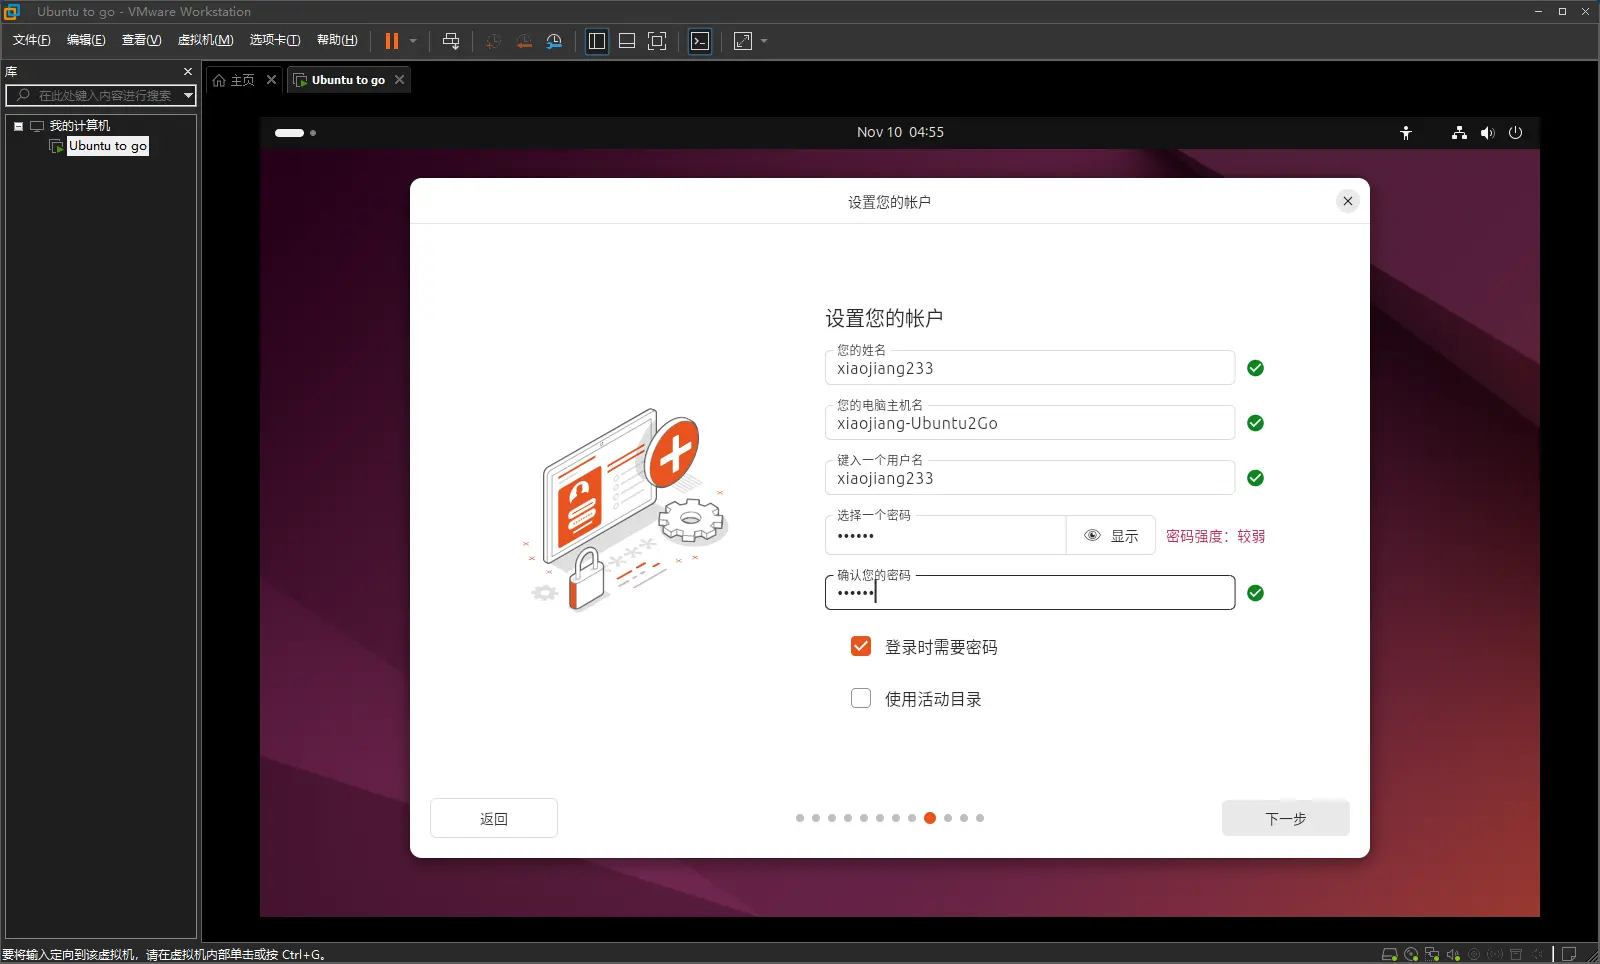 Ubuntu to go - VMware Workstation
文件(F) 编辑(E) 查看(V) 虚拟机(M) 选项卡(T) 帮助(H)
库
主页
Ubuntu to go
在此处键入内容进行搜索
我的计算机
Ubuntu to go
Nov 10 04:55
设置您的帐户
设置您的帐户
您的姓名
xiaojiang233
您的电脑主机名
xiaojiang-Ubuntu2Go
键入一个用户名
xiaojiang233
选择一个密码
••••••
显示
密码强度：较弱
确认您的密码
••••••
登录时需要密码
使用活动目录
返回
下一步
要将输入定向到该虚拟机，请在虚拟机内部单击或按 Ctrl+G。